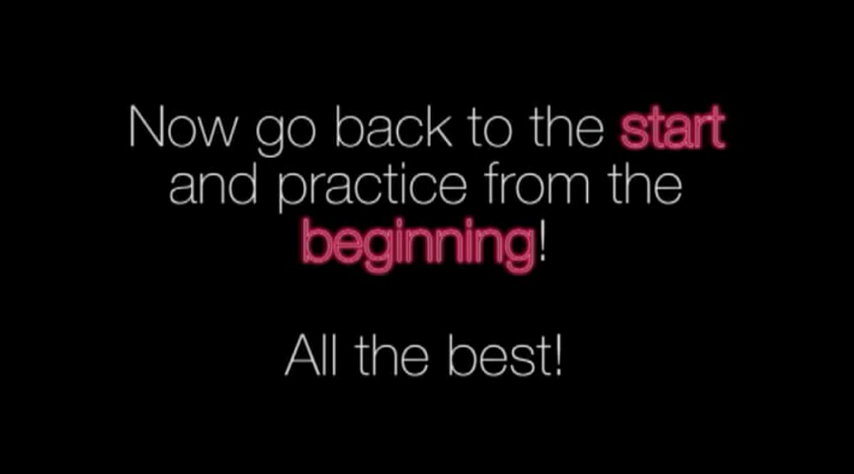 Now go back to the start
and practice from the
beginning!
All the best!